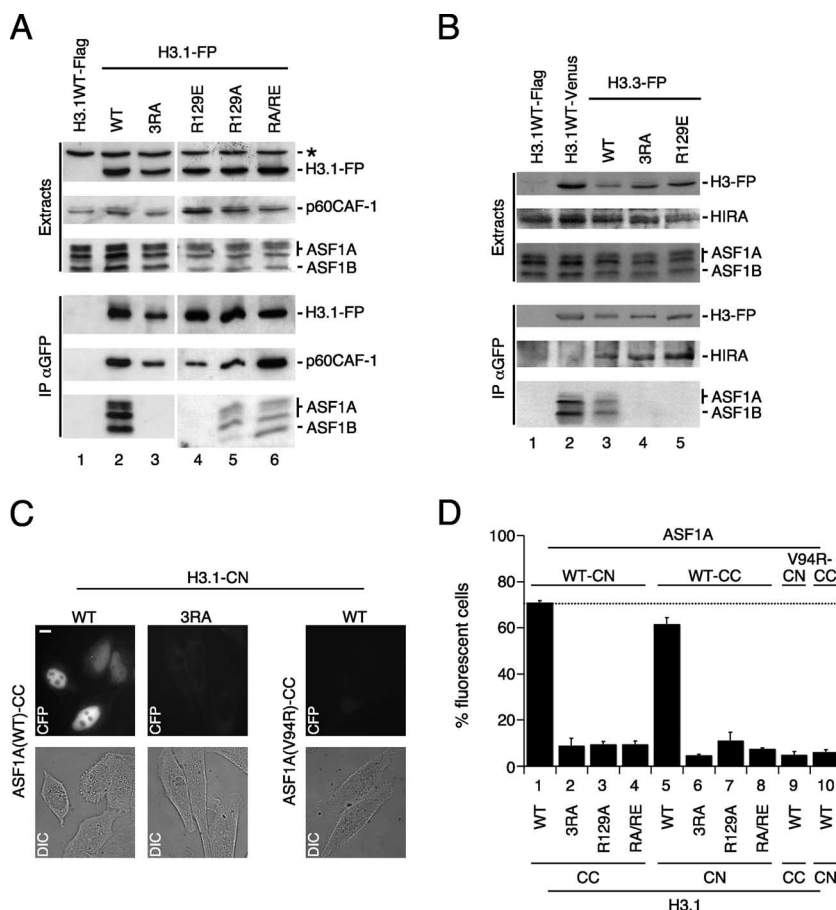 A
H3.1-FP
H3.1WT-Flag
WT
3RA
R129E
R129A
RA/RE
Extracts
*
H3.1-FP
p60CAF-1
ASF1A
ASF1B
IP αGFP
H3.1-FP
p60CAF-1
ASF1A
ASF1B
1 2 3 4 5 6
B
H3.3-FP
H3.1WT-Flag
H3.1WT-Venus
WT
3RA
R129E
Extracts
H3-FP
HIRA
ASF1A
ASF1B
IP αGFP
H3-FP
HIRA
ASF1A
ASF1B
1 2 3 4 5
C
H3.1-CN
WT 3RA WT
ASF1A(WT)-CC
CFP
DIC
ASF1A(V94R)-CC
CFP
DIC
D
ASF1A
V94R-
WT-CN WT-CC CN CC
% fluorescent cells
100
80
60
40
20
0
1 2 3 4 5 6 7 8 9 10
WT 3RA R129A RA/RE WT 3RA R129A RA/RE WT WT
CC CN CC CN
H3.1